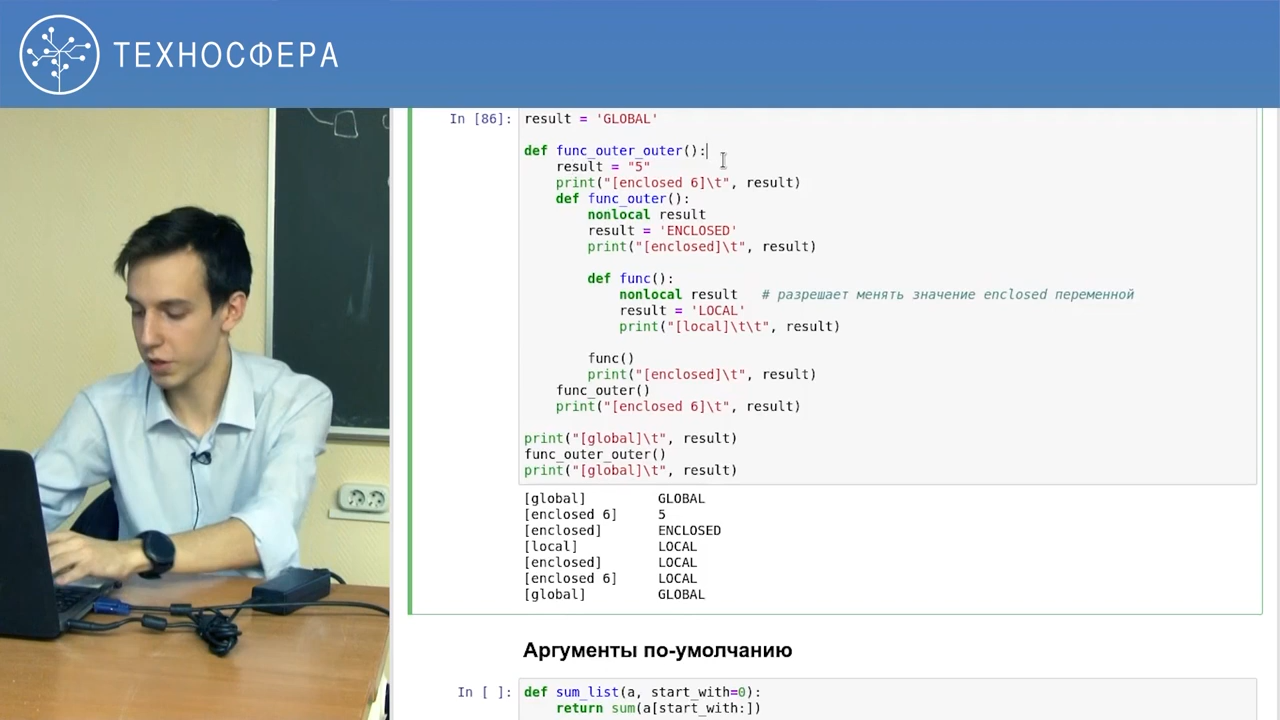 ТЕХНОСФЕРА
In [86]:
result = 'GLOBAL'
def func_outer_outer():
result = "5"
print("[enclosed 6]\t", result)
def func_outer():
nonlocal result
result = 'ENCLOSED'
print("[enclosed]\t", result)
def func():
nonlocal result # разрешает менять значение enclosed переменной
result = 'LOCAL'
print("[local]\t\t", result)
func()
print("[enclosed]\t", result)
func_outer()
print("[enclosed 6]\t", result)
print("[global]\t", result)
func_outer_outer()
print("[global]\t", result)
[global] GLOBAL
[enclosed 6] 5
[enclosed] ENCLOSED
[local] LOCAL
[enclosed] LOCAL
[enclosed 6] LOCAL
[global] GLOBAL
Аргументы по-умолчанию
In [ ]:
def sum_list(a, start_with=0):
return sum(a[start_with:])